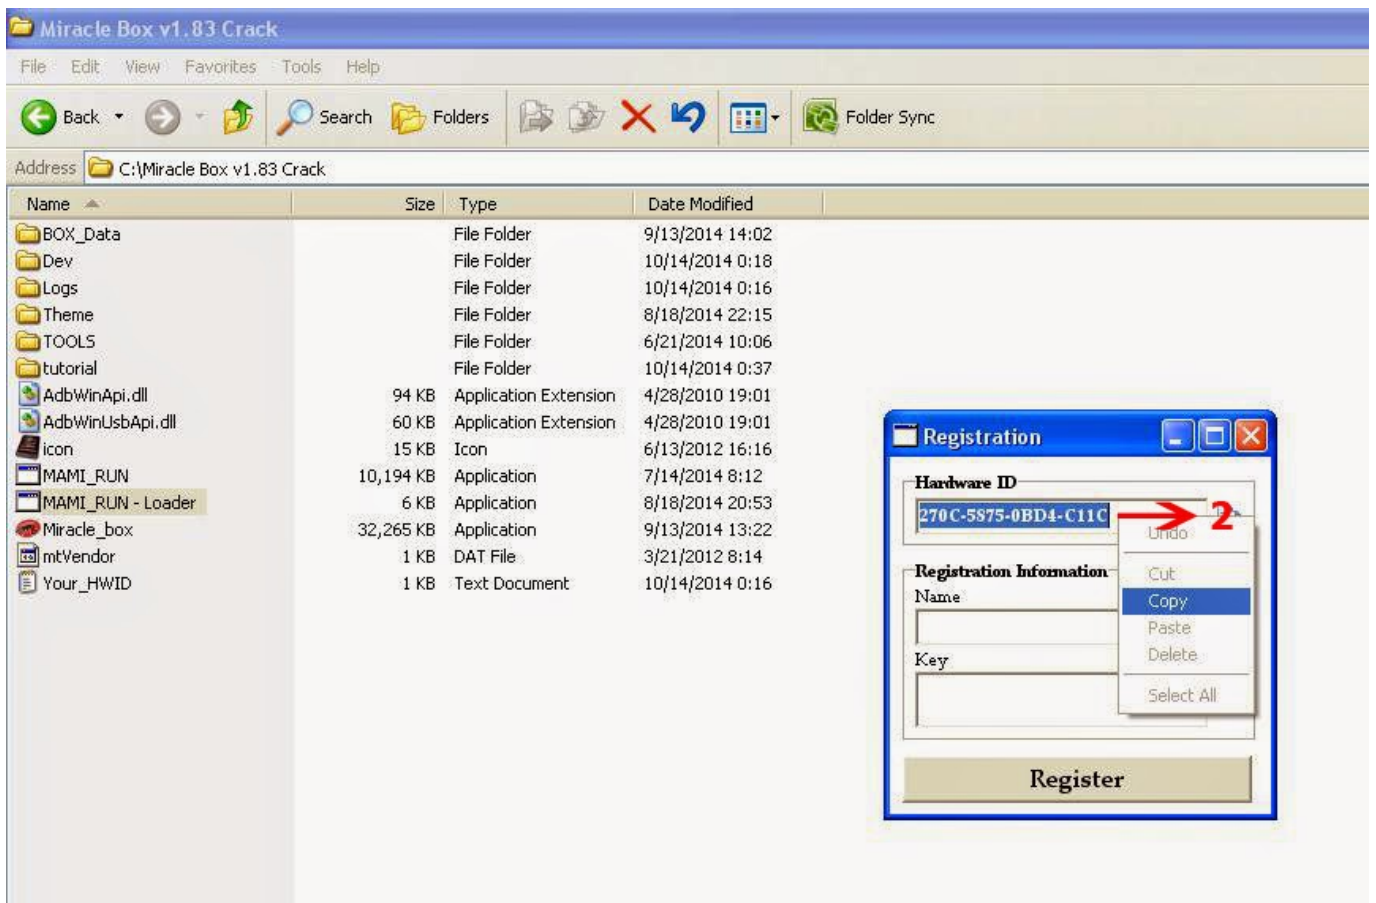 Miracle Box v1.83 Crack
File Edit View Favorites Tools Help
Back Search Folders Folder Sync
Address C:\Miracle Box v1.83 Crack
Name Size Type Date Modified
BOX_Data File Folder 9/13/2014 14:02
Dev File Folder 10/14/2014 0:18
Logs File Folder 10/14/2014 0:16
Theme File Folder 8/18/2014 22:15
TOOLS File Folder 6/21/2014 10:06
tutorial File Folder 10/14/2014 0:37
AdbWinApi.dll 94 KB Application Extension 4/28/2010 19:01
AdbWinUsbApi.dll 60 KB Application Extension 4/28/2010 19:01
icon 15 KB Icon 6/13/2012 16:16
MAMI_RUN 10,194 KB Application 7/14/2014 8:12
MAMI_RUN - Loader 6 KB Application 8/18/2014 20:53
Miracle_box 32,265 KB Application 9/13/2014 13:22
mtVendor 1 KB DAT File 3/21/2012 8:14
Your_HWID 1 KB Text Document 10/14/2014 0:16
Registration
Hardware ID
270C-5875-0BD4-C11C 2
Registration Information
Name
Key
Register
Undo
Cut
Copy
Paste
Delete
Select All